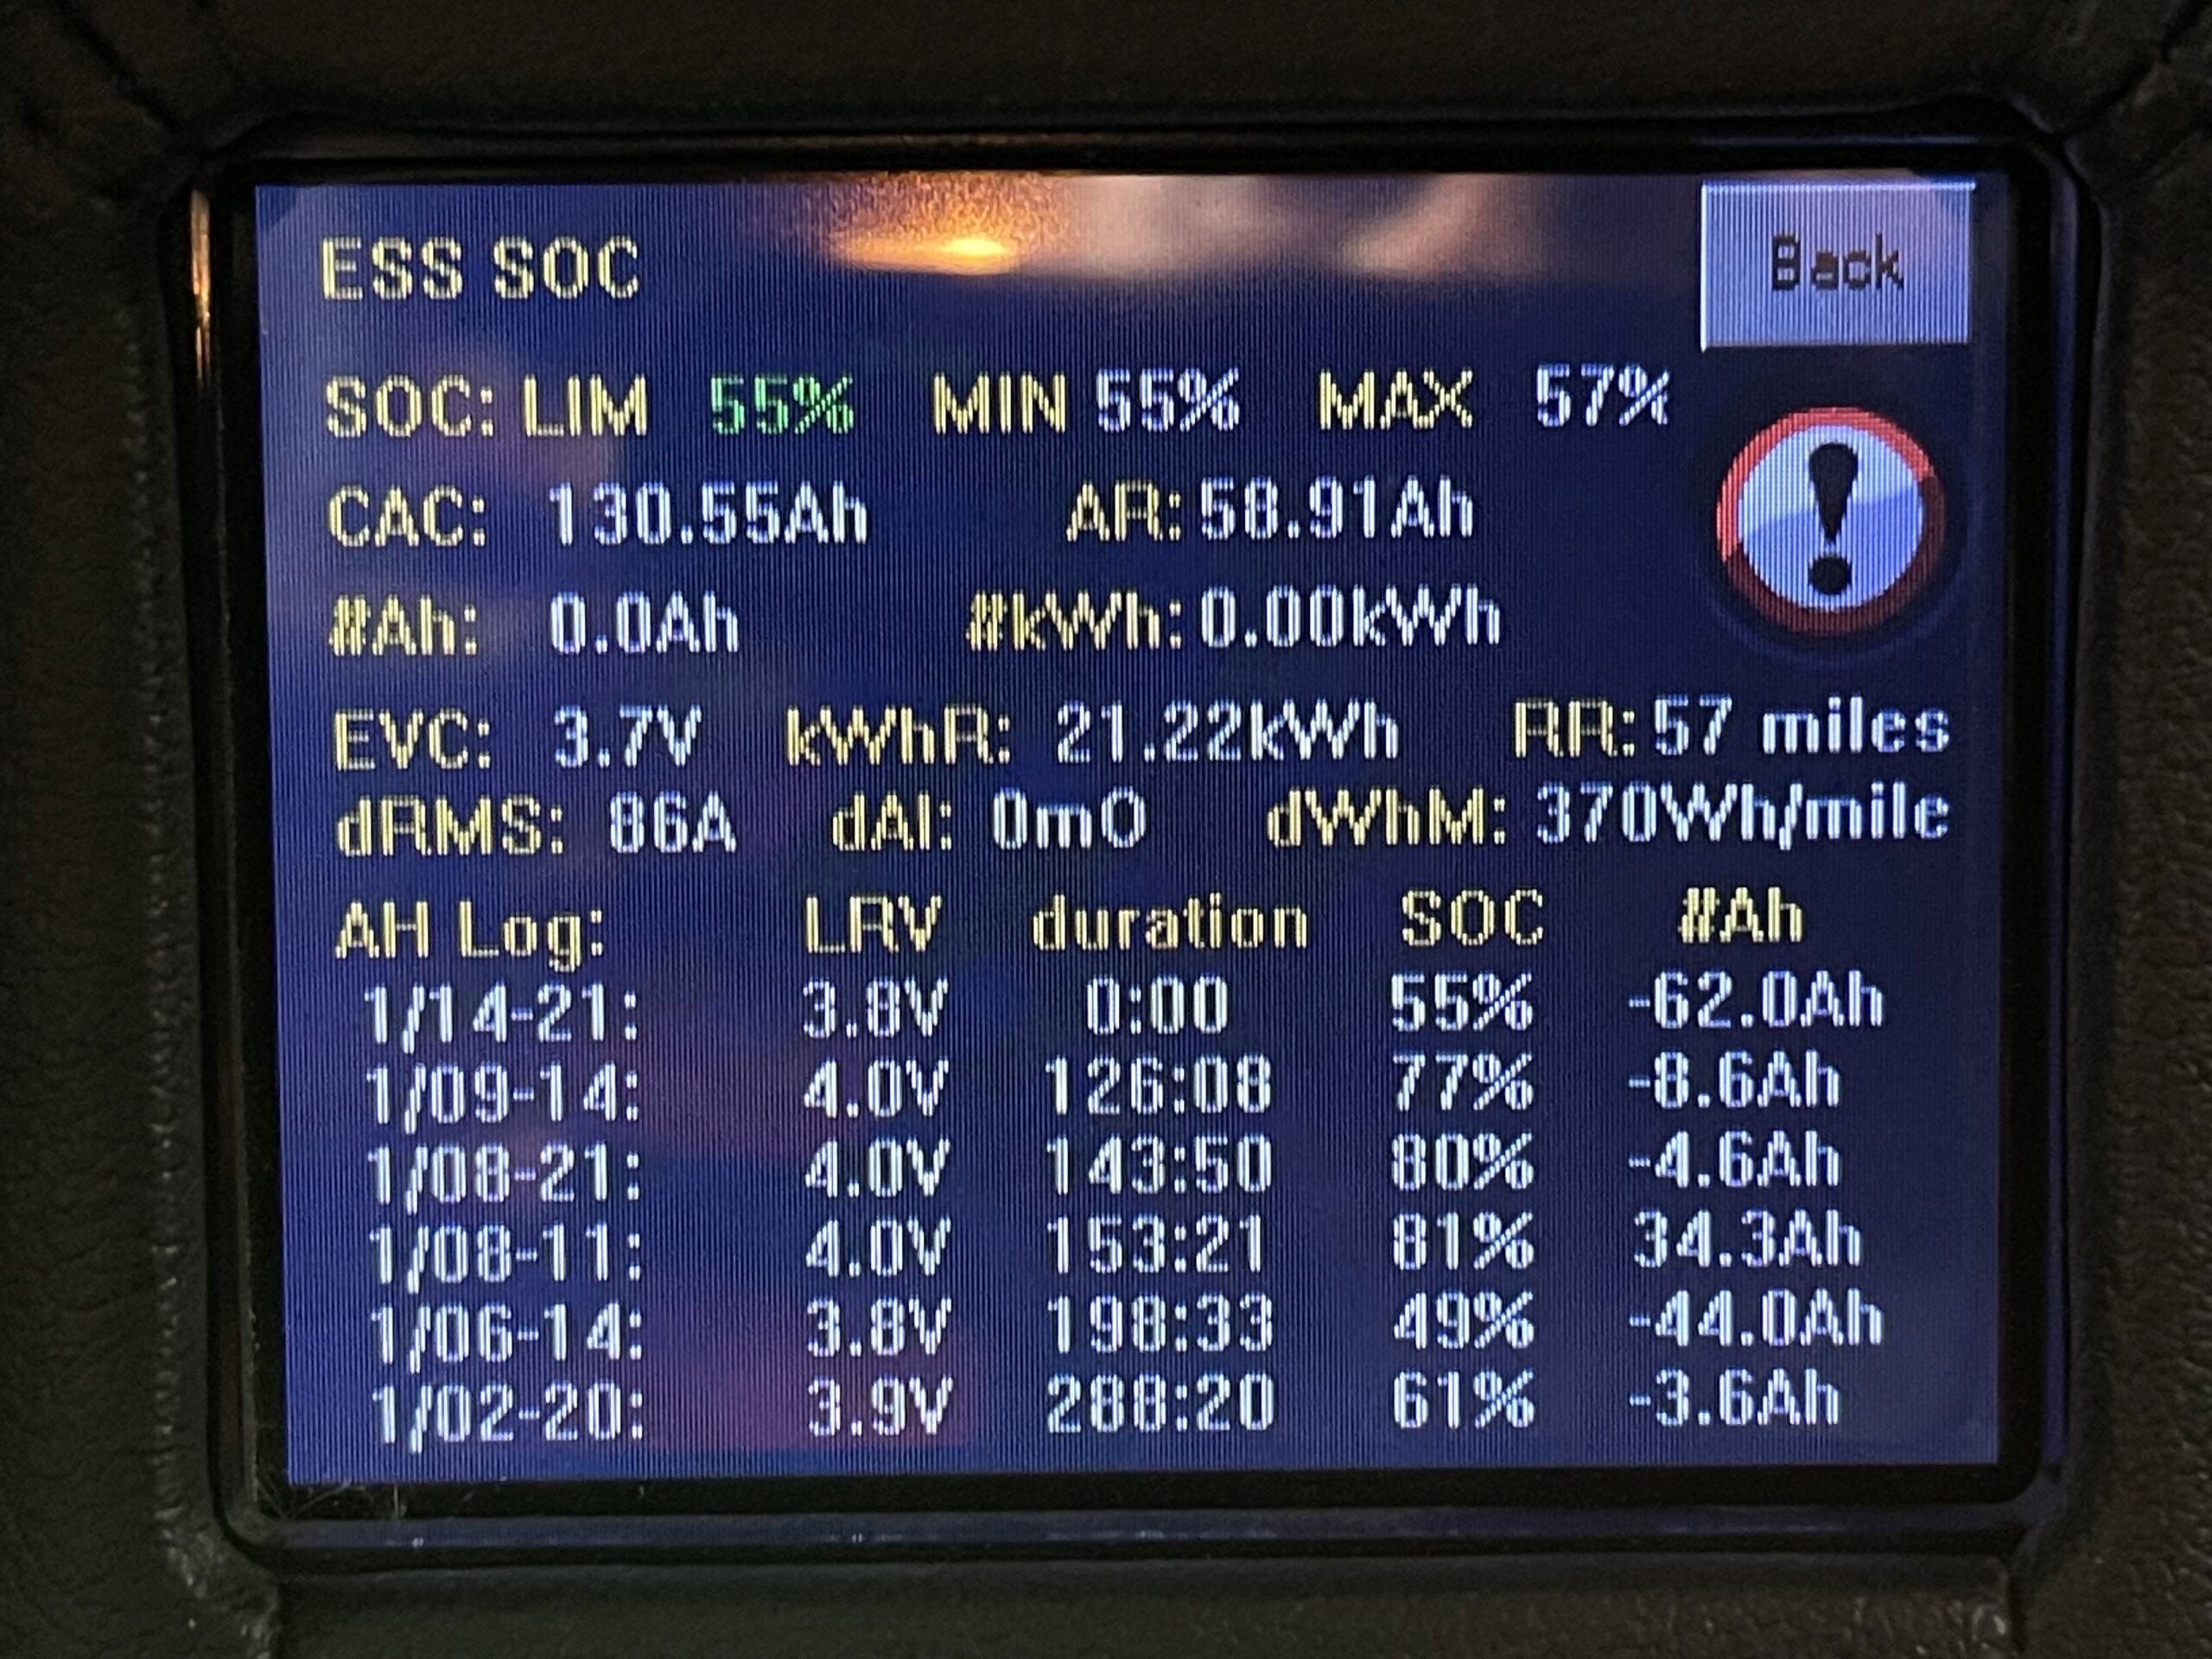 ESS SOC Back
SOC: LIM 55% MIN 55% MAX 57%
CAC: 130.55Ah AR: 58.91Ah
#Ah: 0.0Ah #kWh: 0.00kWh
EVC: 3.7V kWhR: 21.22kWh RR: 57 miles
dRMS: 86A dAI: 0mO dWhM: 370Wh/mile
AH Log: LRV duration SOC #Ah
1/14-21: 3.8V 0:00 55% -62.0Ah
1/09-14: 4.0V 126:08 77% -8.6Ah
1/08-21: 4.0V 143:50 80% -4.6Ah
1/08-11: 4.0V 153:21 81% 34.3Ah
1/06-14: 3.8V 198:33 49% -44.0Ah
1/02-20: 3.9V 288:20 61% -3.6Ah